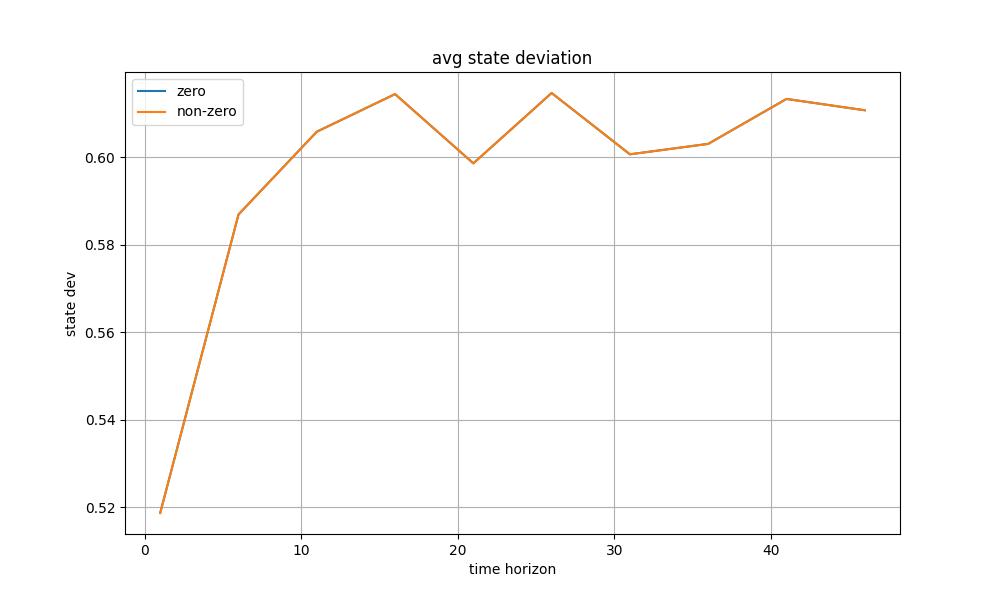 avg state deviation
zero
non-zero
0.60
0.58
0.56
0.54
0.52
state dev
0 10 20 30 40
time horizon